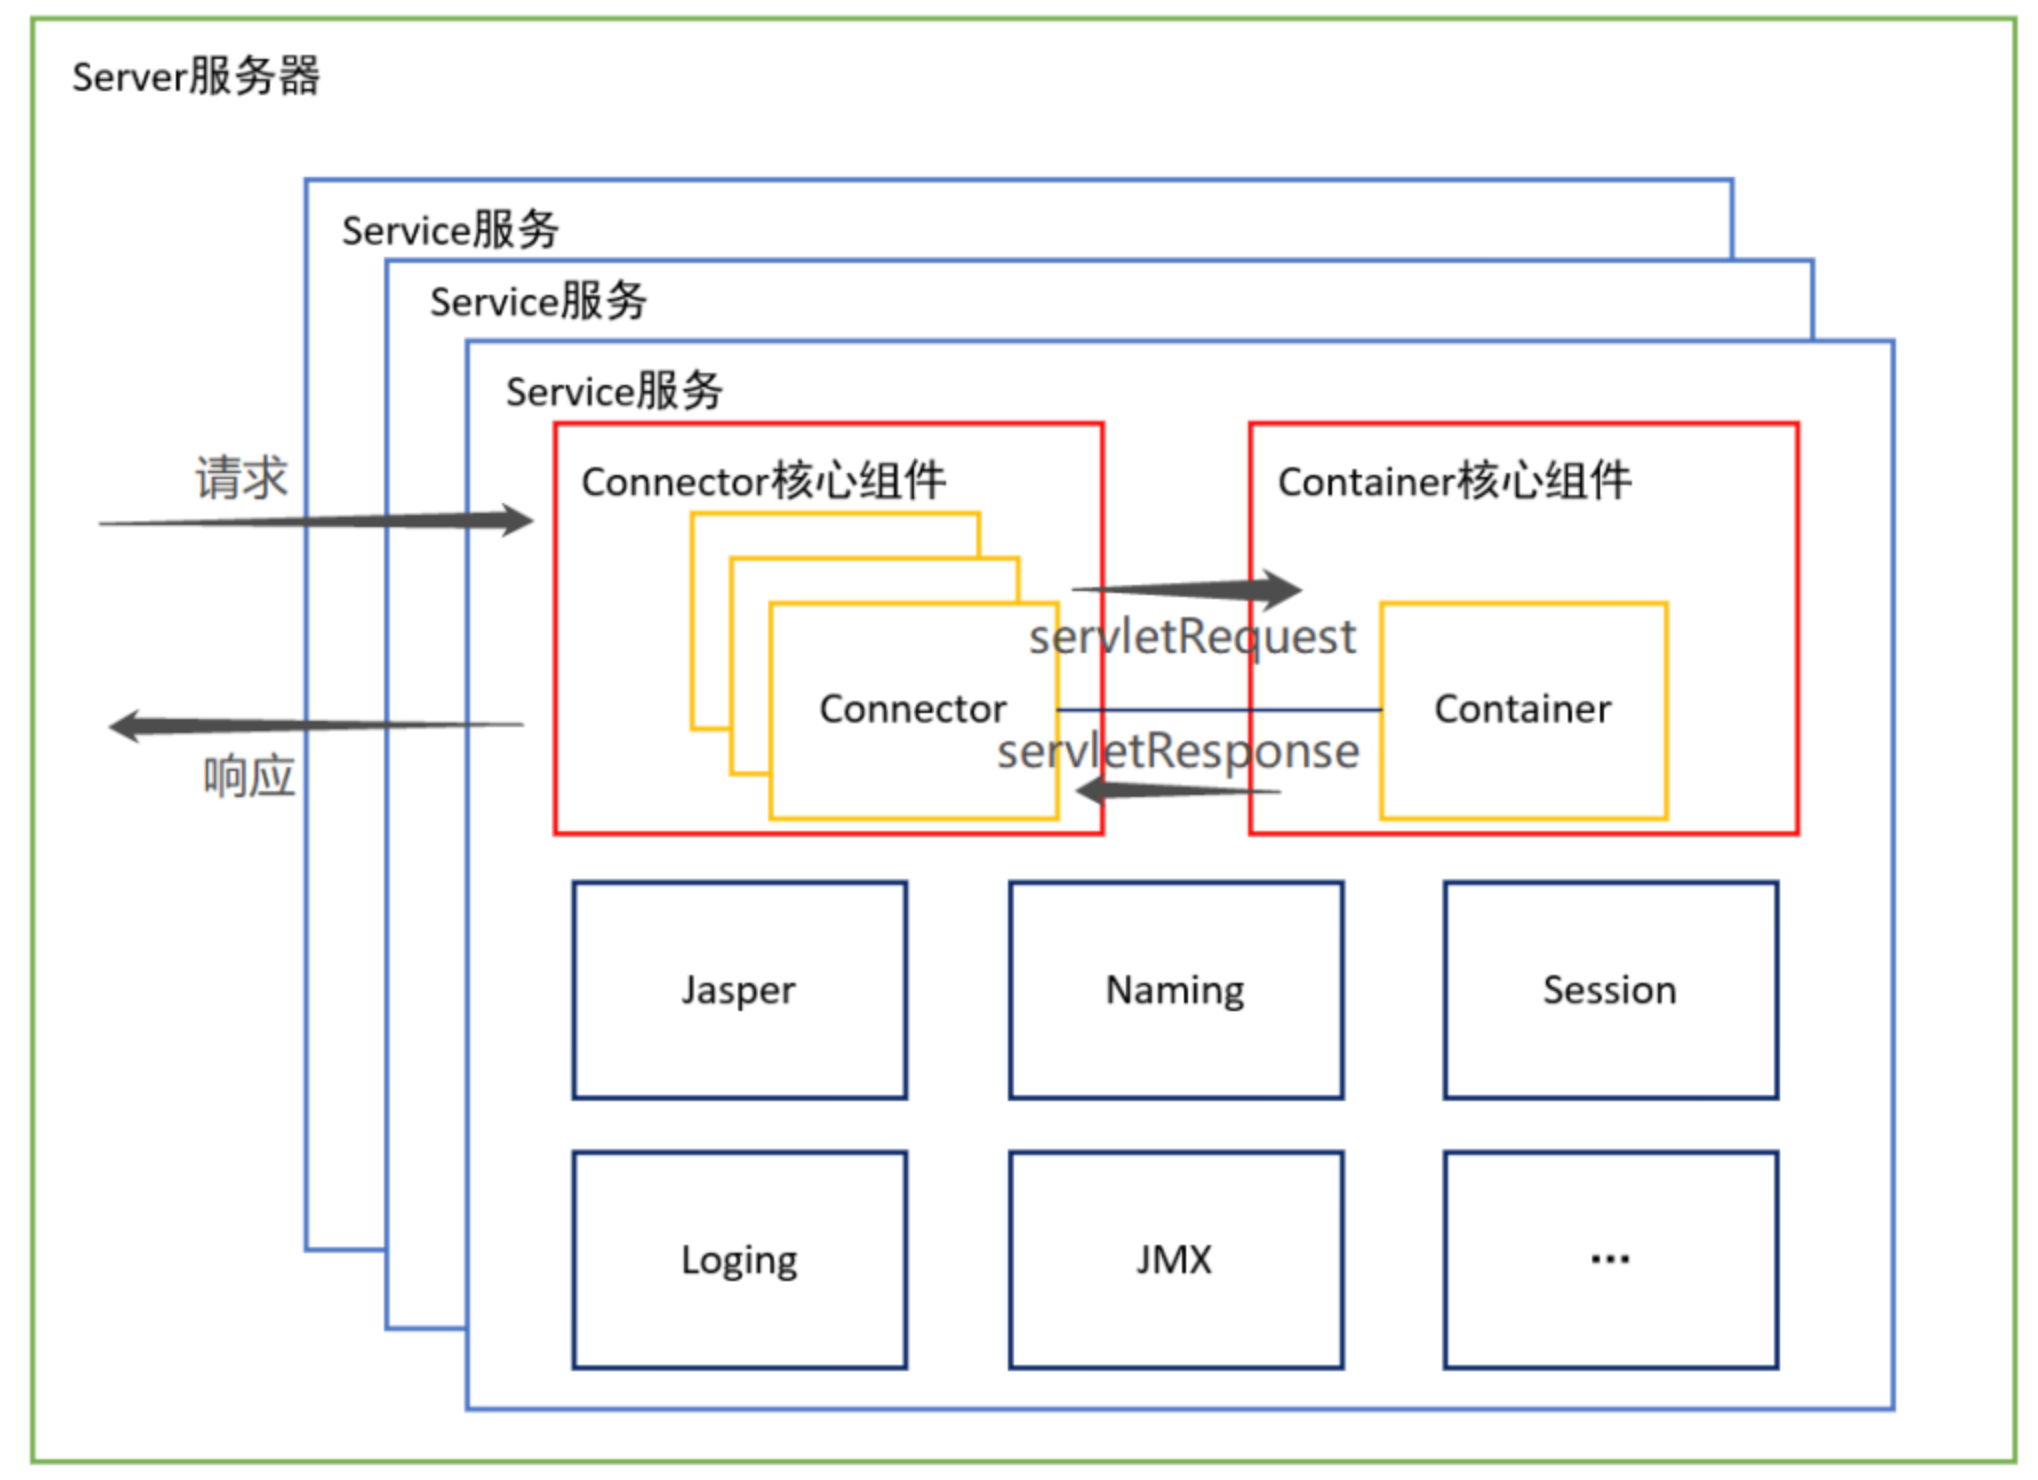 Server服务器
Service服务
Service服务
Service服务
请求
Connector核心组件
Container核心组件
servletRequest
Connector
Container
servletResponse
响应
Jasper
Naming
Session
Loging
JMX
...